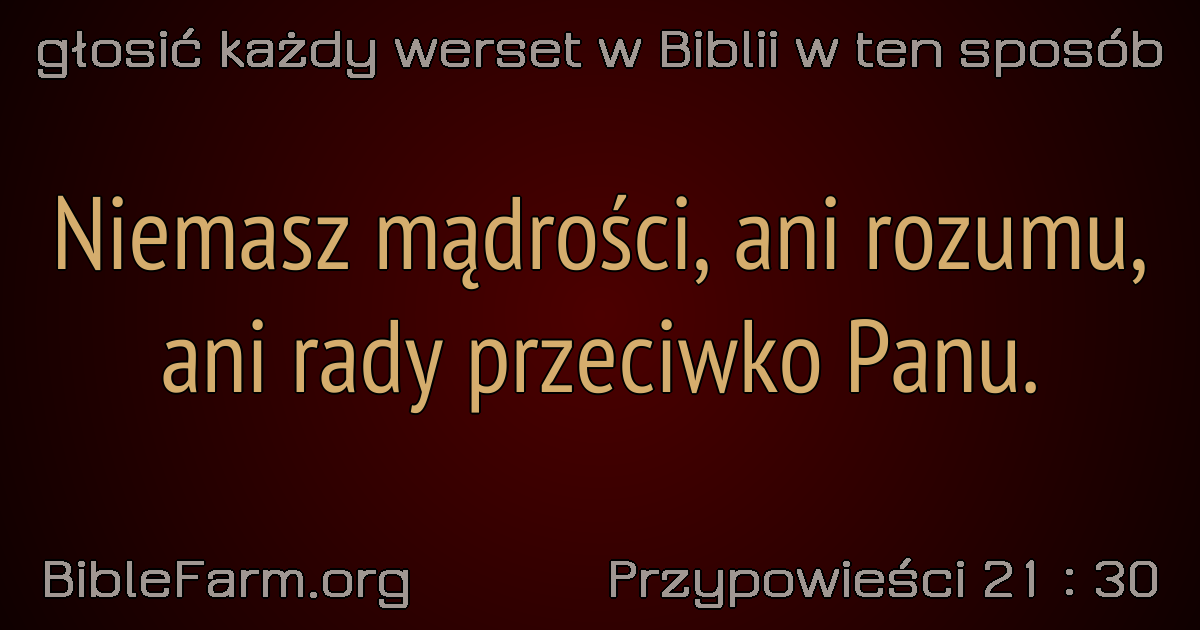 głosić każdy werset w Biblii w ten sposób
Niemasz mądrości, ani rozumu,
ani rady przeciwko Panu.
BibleFarm.org
Przypowieści 21 : 30